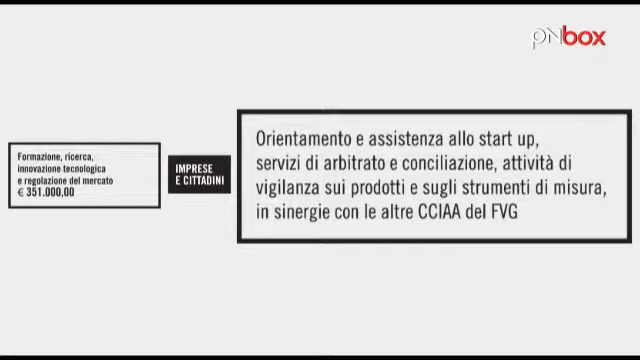 pnbox
Formazione, ricerca,
innovazione tecnologica
e regolazione del mercato
€ 351.000,00
IMPRESE
E CITTADINI
Orientamento e assistenza allo start up,
servizi di arbitrato e conciliazione, attività di
vigilanza sui prodotti e sugli strumenti di misura,
in sinergie con le altre CCIAA del FVG